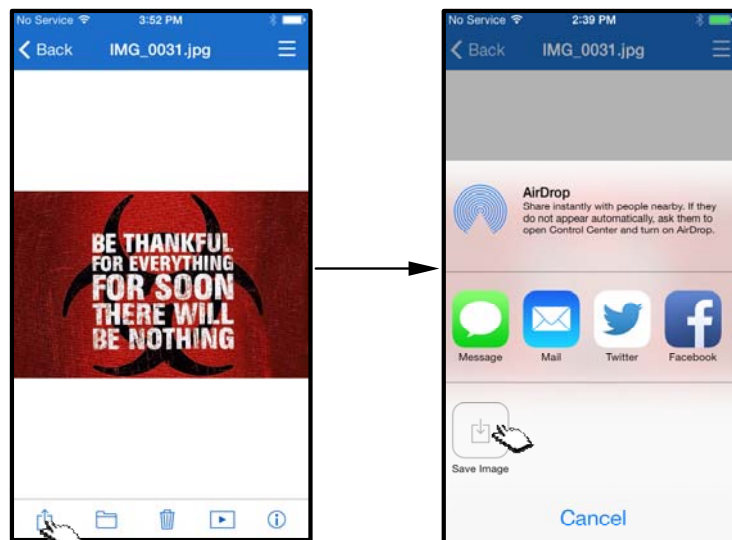 No Service 3:52 PM
Back IMG_0031.jpg
BE THANKFUL
FOR EVERYTHING
FOR SOON
THERE WILL
BE NOTHING
No Service 2:39 PM
Back IMG_0031.jpg
AirDrop
Share instantly with people nearby. If they
do not appear automatically, ask them to
open Control Center and turn on AirDrop.
Message Mail Twitter Facebook
Save Image
Cancel